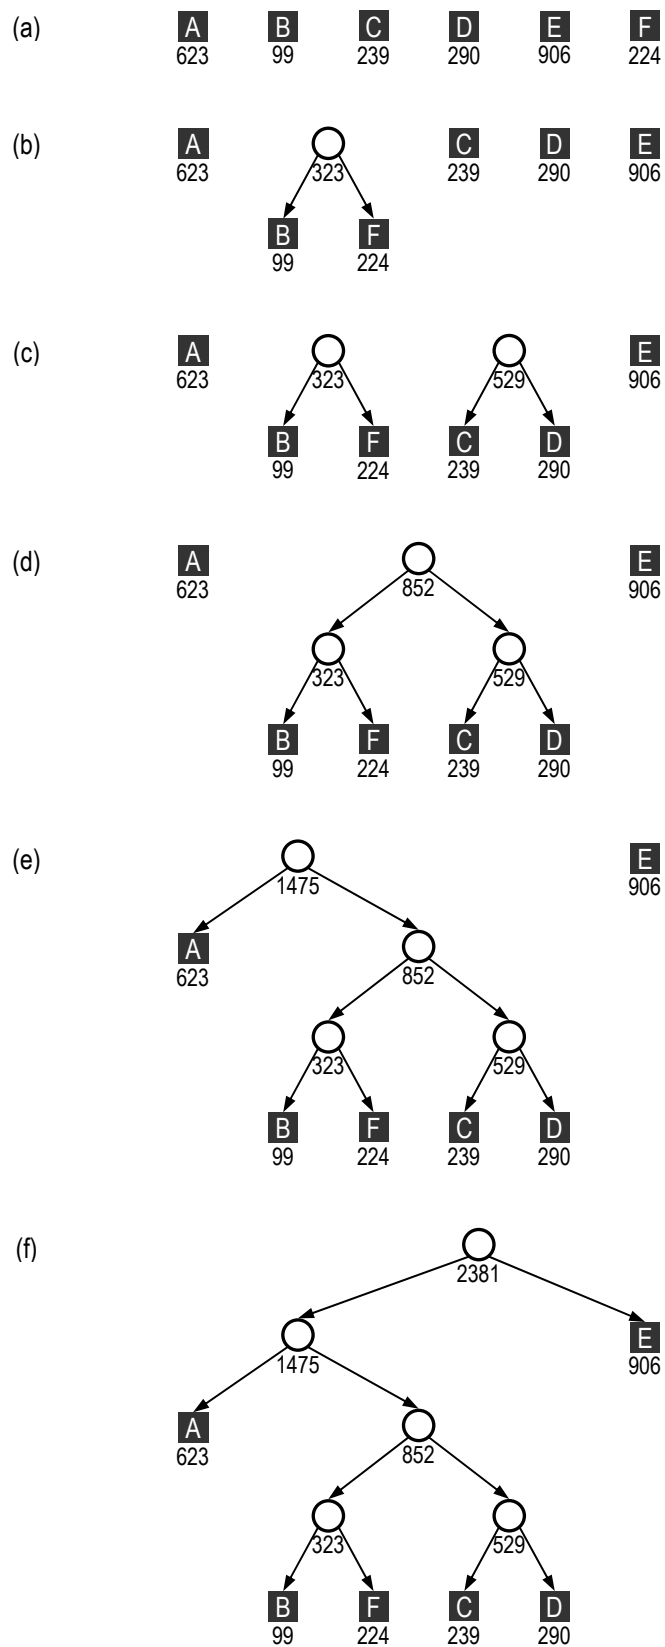 (a) A B C D E F
623 99 239 290 906 224
(b) A C D E
623 323 239 290 906
B F
99 224
(c) A E
623 323 529 906
B F C D
99 224 239 290
(d) A E
623 852 906
323 529
B F C D
99 224 239 290
(e) E
1475 906
A
623 852
323 529
B F C D
99 224 239 290
(f)
2381
E
1475 906
A
623 852
323 529
B F C D
99 224 239 290